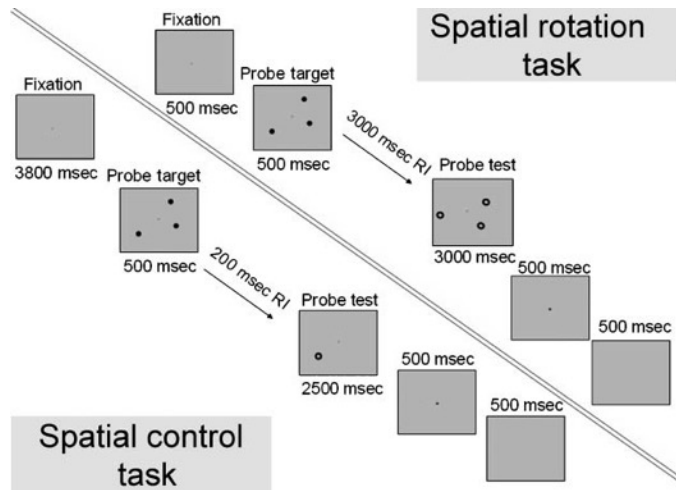 Spatial rotation
task
Fixation
500 msec
Probe target
500 msec
3000 msec RI
Probe test
3000 msec
500 msec
500 msec
Fixation
3800 msec
Probe target
500 msec
200 msec RI
Probe test
2500 msec
500 msec
500 msec
Spatial control
task